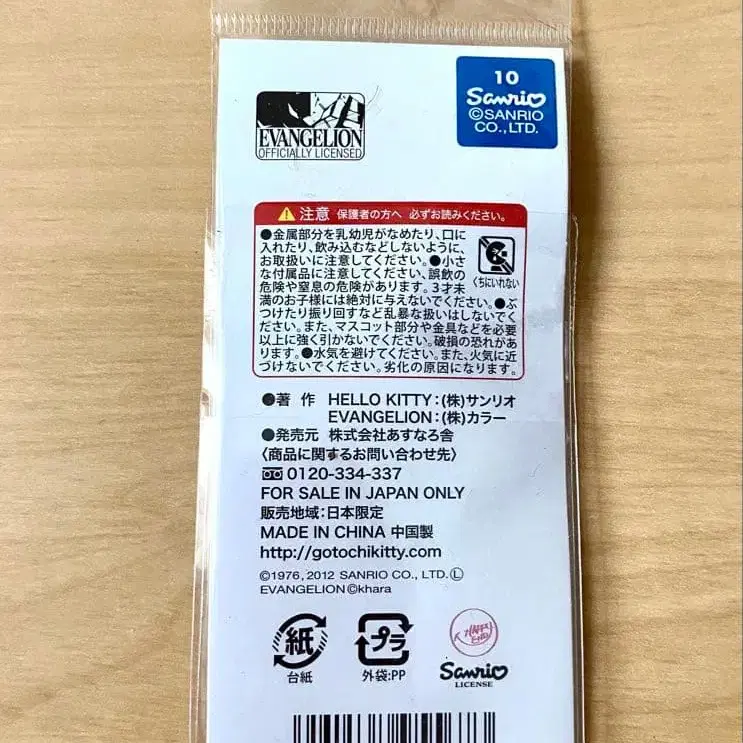 EVANGELION
OFFICIALLY LICENSED
10
Sanrio
©SANRIO
CO., LTD.
⚠注意 保護者の方へ 必ずお読みください。
●金属部分を乳幼児がなめたり、口に
入れたり、飲み込むなどしないように、
お取扱いに注意してください。●小さ
な付属品に注意してください、誤飲の
危険や窒息の危険があります。3才未
満のお子様には絶対に与えないでください。●ぶ
つけたり振り回すなど乱暴な扱いはしないでく
ださい。また、マスコット部分や金具などを必要
以上に強く引かないでください。破損の恐れがあり
ます。●水気を避けてください。また、火気に近
づけないでください。劣化の原因になります。
くちにいれない
●著 作 HELLO KITTY:(株)サンリオ
EVANGELION:(株)カラー
●発売元 株式会社あすなろ舎
〈商品に関するお問い合わせ先〉
0120-334-337
FOR SALE IN JAPAN ONLY
販売地域:日本限定
MADE IN CHINA 中国製
http://gotochikitty.com
©1976, 2012 SANRIO CO., LTD. Ⓛ
EVANGELION ©khara
紙
台紙
プラ
外袋:PP
Sanrio
LICENSE